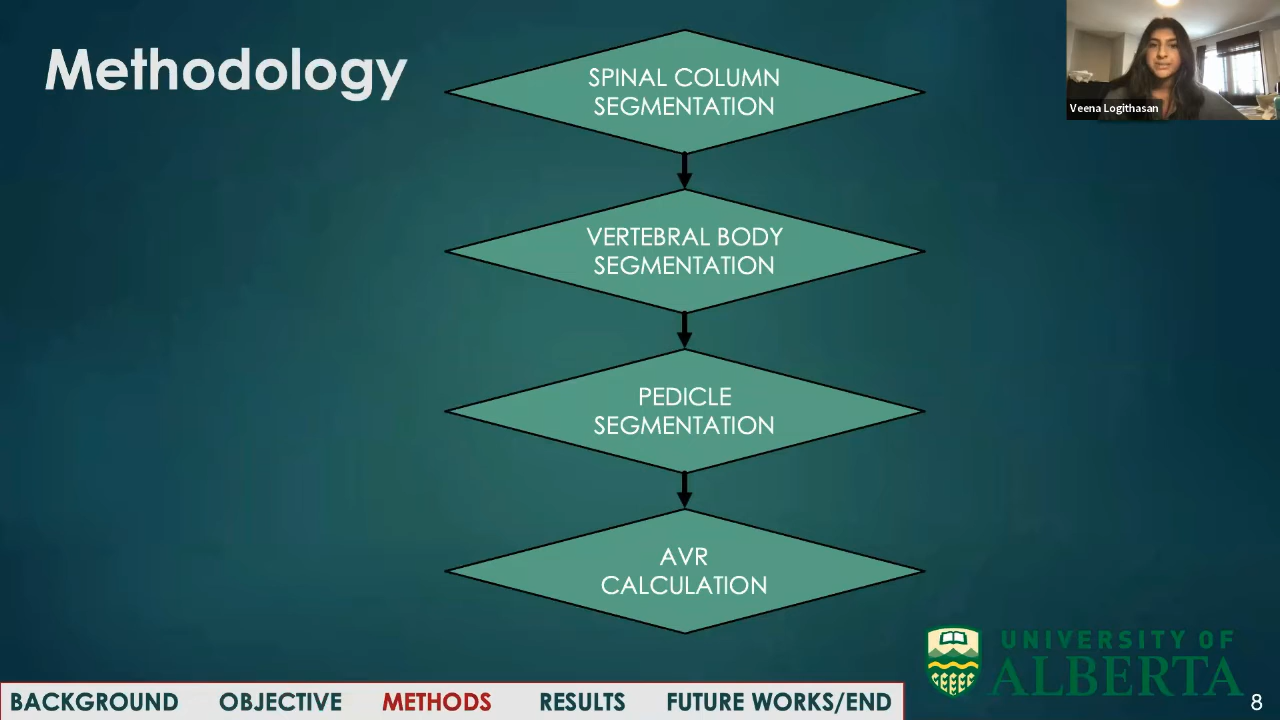 Methodology
SPINAL COLUMN
SEGMENTATION
Veena Logithasan
VERTEBRAL BODY
SEGMENTATION
PEDICLE
SEGMENTATION
AVR
CALCULATION
UNIVERSITY OF
ALBERTA
BACKGROUND OBJECTIVE METHODS RESULTS FUTURE WORKS/END
8